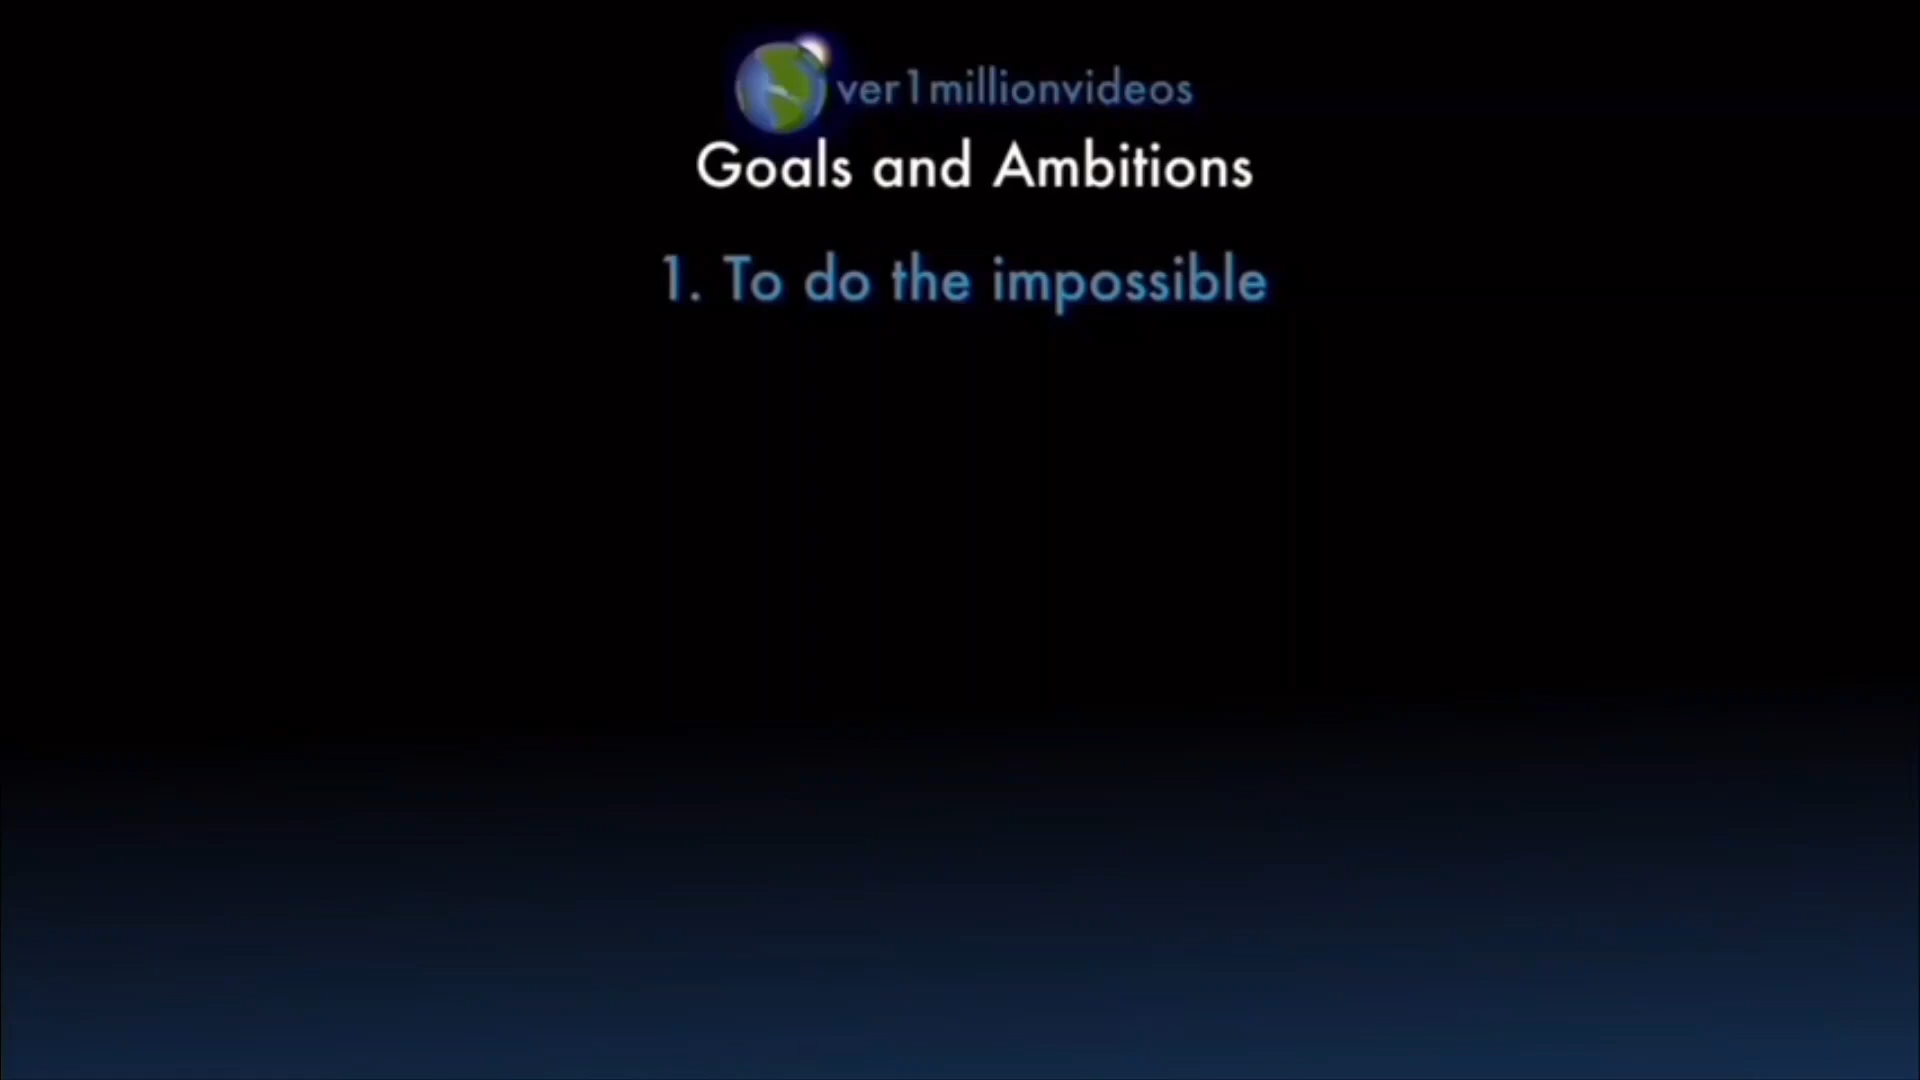 ver1millionvideos
Goals and Ambitions
1. To do the impossible